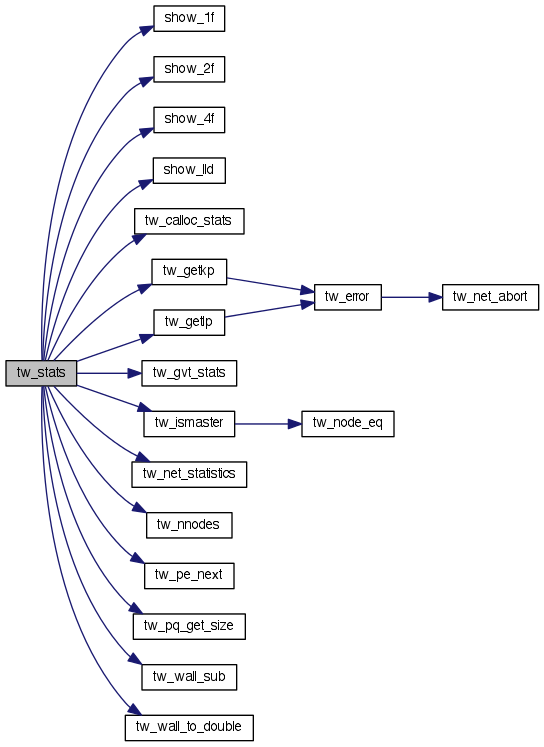 show_1f
show_2f
show_4f
show_lld
tw_calloc_stats
tw_getkp
tw_error
tw_net_abort
tw_getlp
tw_stats
tw_gvt_stats
tw_ismaster
tw_node_eq
tw_net_statistics
tw_nnodes
tw_pe_next
tw_pq_get_size
tw_wall_sub
tw_wall_to_double